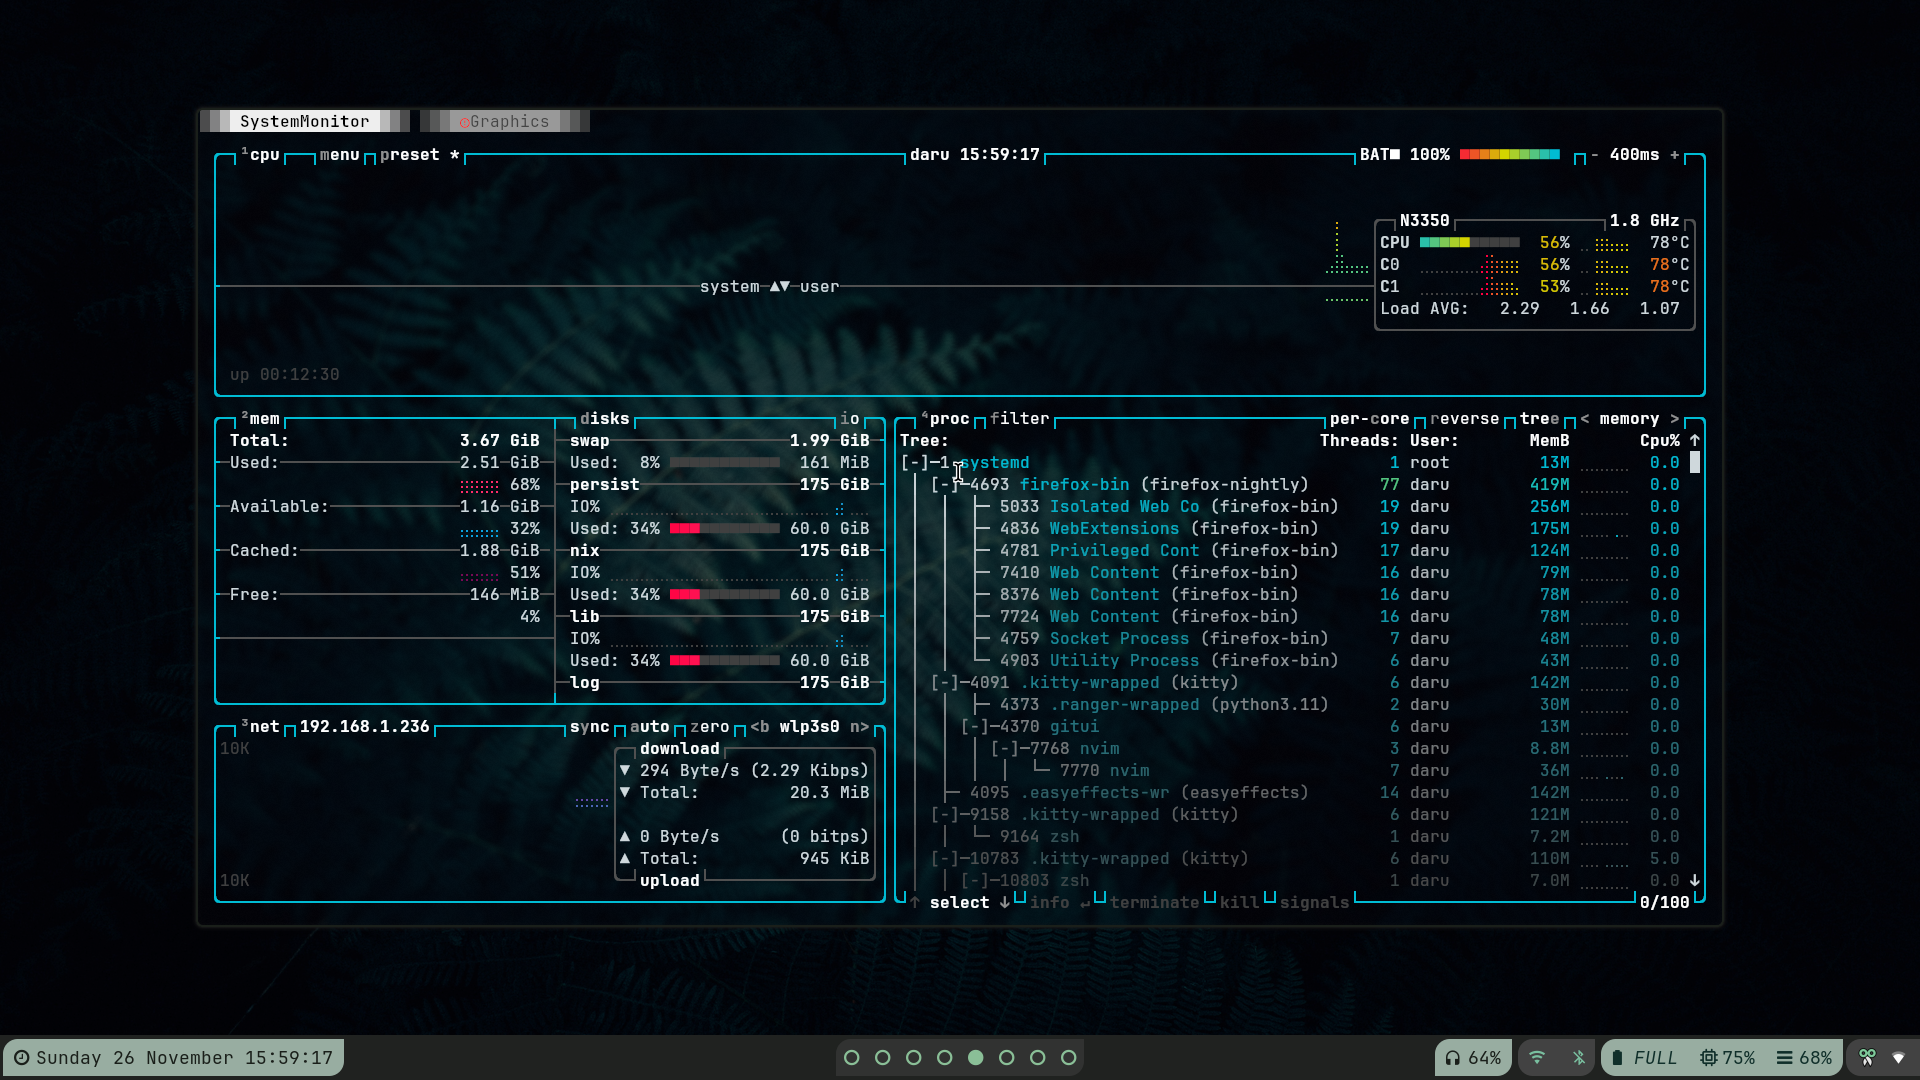 SystemMonitor Graphics
¹cpu menu preset * daru 15:59:17 BAT■ 100% - 400ms +
N3350 1.8 GHz
CPU 56% 78°C
C0 56% 78°C
system ▲▼ user C1 53% 78°C
Load AVG: 2.29 1.66 1.07
up 00:12:30
²mem disks io
Total: 3.67 GiB
Used: 2.51 GiB
68%
Available: 1.16 GiB
32%
Cached: 1.88 GiB
51%
Free: 146 MiB
4%
swap 1.99 GiB
Used: 8% 161 MiB
persist 175 GiB
IO%
Used: 34% 60.0 GiB
nix 175 GiB
IO%
Used: 34% 60.0 GiB
lib 175 GiB
IO%
Used: 34% 60.0 GiB
log 175 GiB
³net 192.168.1.236 sync auto zero <b wlp3s0 n>
10K
download
▼ 294 Byte/s (2.29 Kibps)
▼ Total: 20.3 MiB
▲ 0 Byte/s (0 bitps)
▲ Total: 945 KiB
10K
upload
⁴proc filter per-core reverse tree < memory >
Tree: Threads: User: MemB Cpu% ↑
[-]─1 systemd 1 root 13M 0.0
[-]─4693 firefox-bin (firefox-nightly) 77 daru 419M 0.0
5033 Isolated Web Co (firefox-bin) 19 daru 256M 0.0
4836 WebExtensions (firefox-bin) 19 daru 175M 0.0
4781 Privileged Cont (firefox-bin) 17 daru 124M 0.0
7410 Web Content (firefox-bin) 16 daru 79M 0.0
8376 Web Content (firefox-bin) 16 daru 78M 0.0
7724 Web Content (firefox-bin) 16 daru 78M 0.0
4759 Socket Process (firefox-bin) 7 daru 48M 0.0
4903 Utility Process (firefox-bin) 6 daru 43M 0.0
[-]─4091 .kitty-wrapped (kitty) 6 daru 142M 0.0
4373 .ranger-wrapped (python3.11) 2 daru 30M 0.0
[-]─4370 gitui 6 daru 13M 0.0
[-]─7768 nvim 3 daru 8.8M 0.0
7770 nvim 7 daru 36M 0.0
4095 .easyeffects-wr (easyeffects) 14 daru 142M 0.0
[-]─9158 .kitty-wrapped (kitty) 6 daru 121M 0.0
9164 zsh 1 daru 7.2M 0.0
[-]─10783 .kitty-wrapped (kitty) 6 daru 110M 5.0
[-]─10803 zsh 1 daru 7.0M 0.0 ↓
↑ select ↓ info ↵ terminate kill signals 0/100
Sunday 26 November 15:59:17 64% FULL 75% 68%